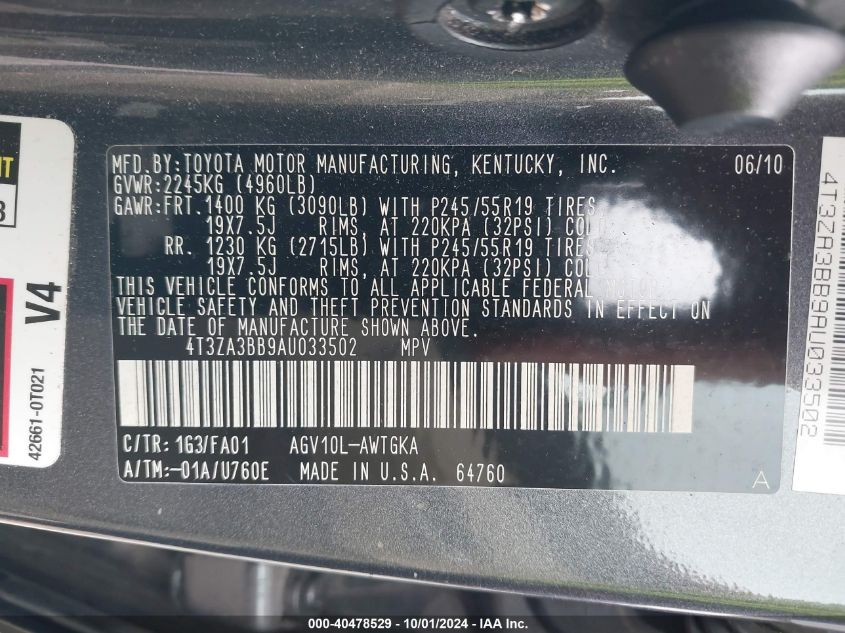 MFD.BY:TOYOTA MOTOR MANUFACTURING, KENTUCKY, INC. 06/10
GVWR:2245KG (4960LB)
GAWR:FRT. 1400 KG (3090LB) WITH P245/55R19 TIRES,
19X7.5J RIMS, AT 220KPA (32PSI)
RR. 1230 KG (2715LB) WITH P245/55R19 TIRES
19X7.5J RIMS, AT 220KPA (32PSI)
THIS VEHICLE CONFORMS TO ALL APPLICABLE FEDERAL MOTOR
VEHICLE SAFETY AND THEFT PREVENTION STANDARDS IN EFFECT ON
THE DATE OF MANUFACTURE SHOWN ABOVE.
4T3ZA3BB9AU033502 MPV
C/TR: 1G3/FA01 AGV10L-AWTGKA
A/TM:-01A/U760E MADE IN U.S.A. 64760
A
V4
42661-0T021
4T3ZA3BB9AU033502
000-40478529 - 10/01/2024 - IAA Inc.